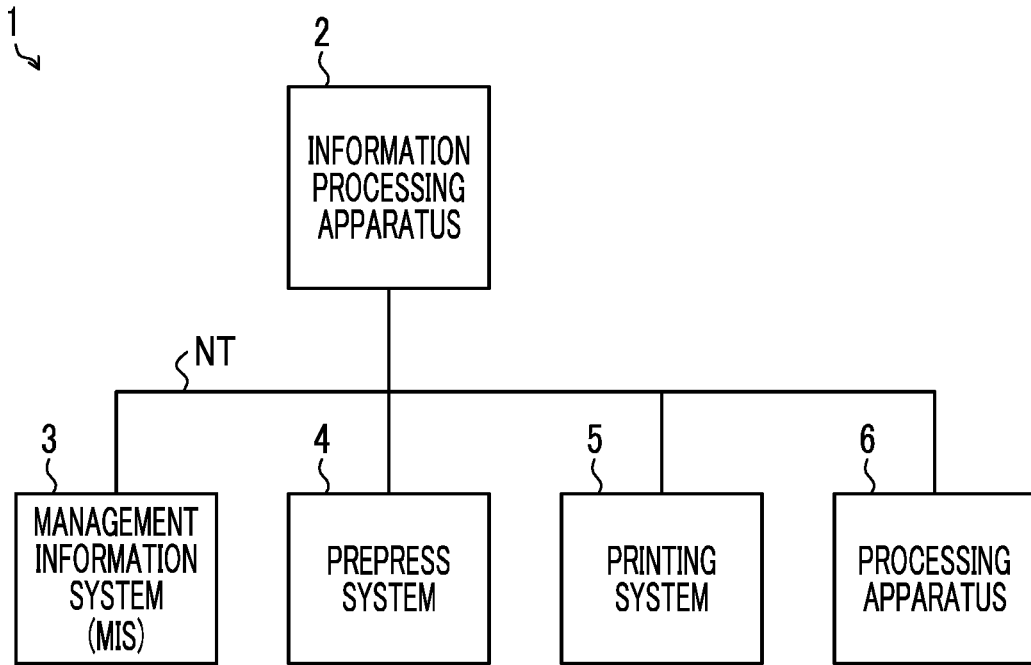 1
2
INFORMATION
PROCESSING
APPARATUS
NT
3
MANAGEMENT
INFORMATION
SYSTEM
(MIS)
4
PREPRESS
SYSTEM
5
PRINTING
SYSTEM
6
PROCESSING
APPARATUS